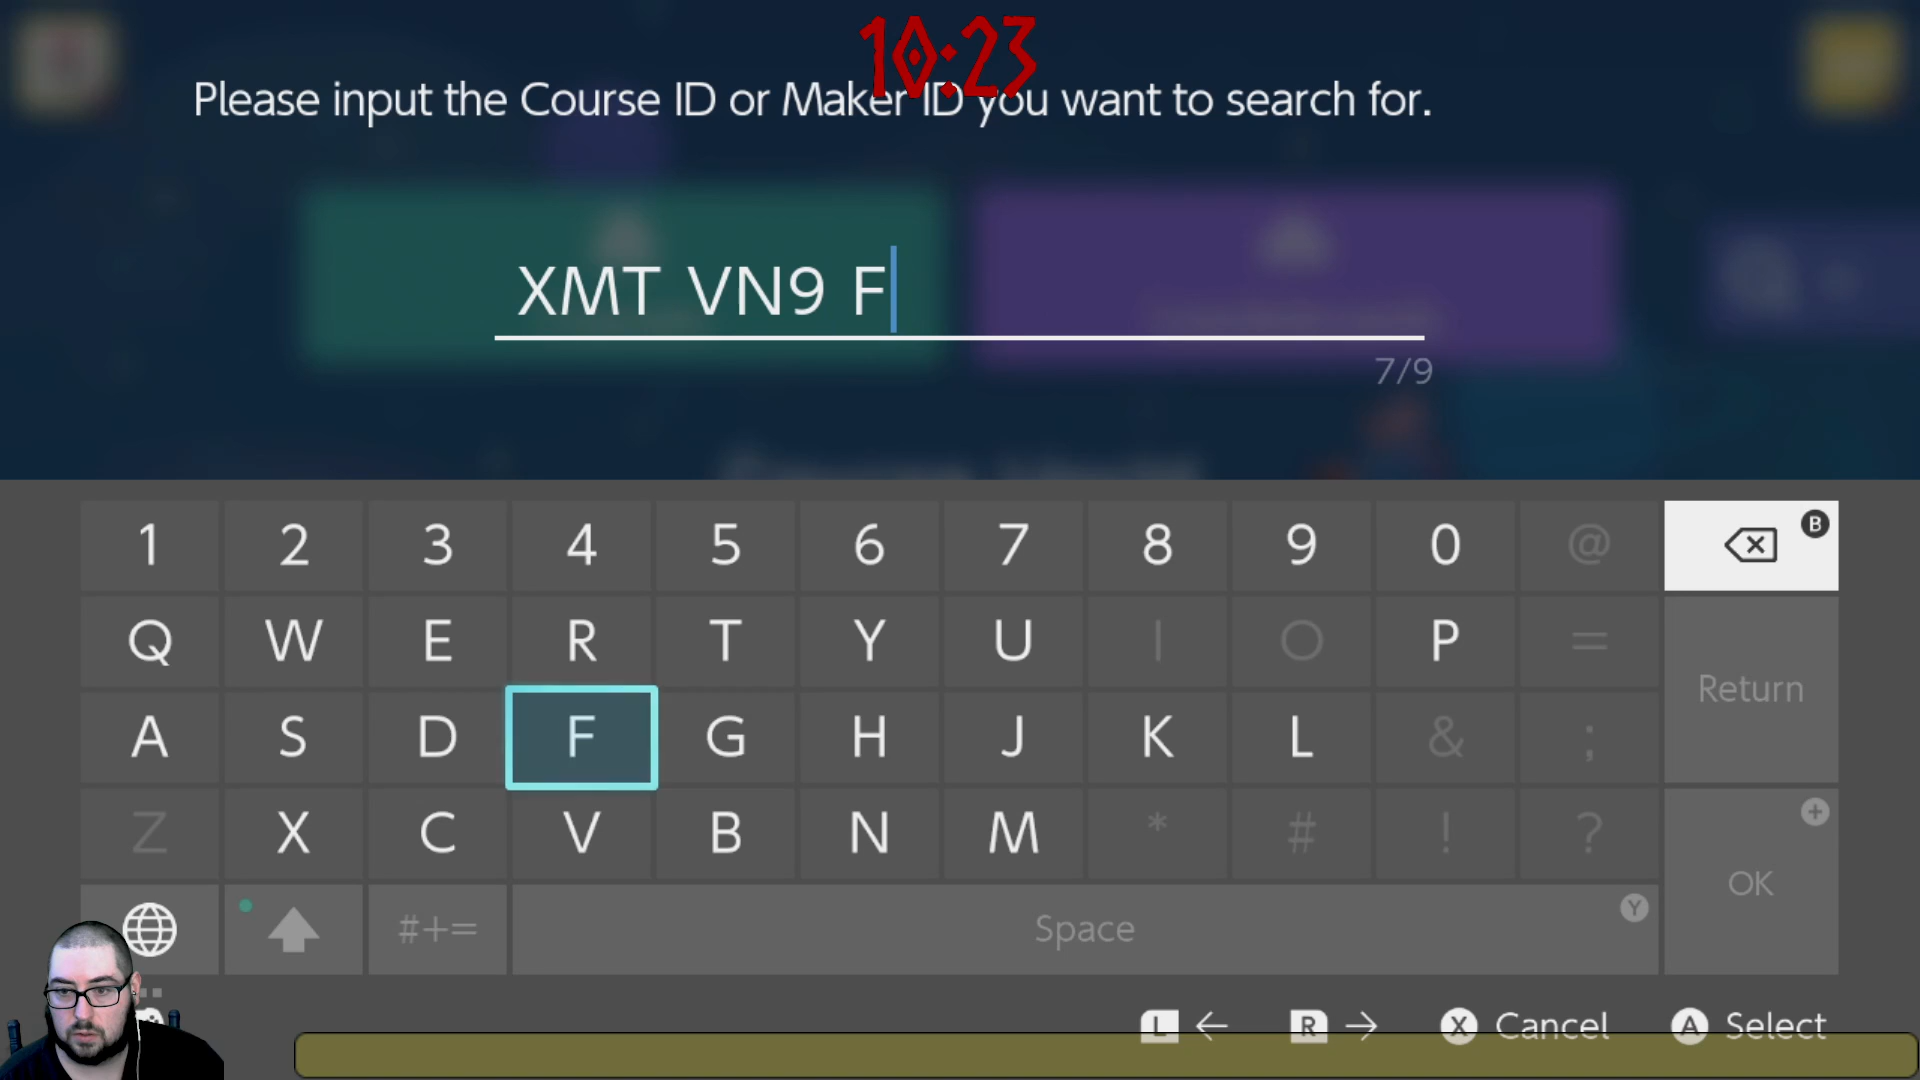 10:23
Please input the Course ID or Maker ID you want to search for.
XMT VN9 F
7/9
1 2 3 4 5 6 7 8 9 0 @ B
Q W E R T Y U I O P = Return
A S D F G H J K L & ;
Z X C V B N M * # ! ? + OK
#+= Space Y
L ← R → X Cancel A Select